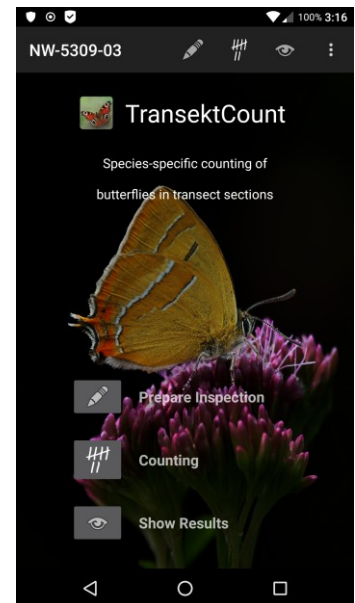 100% 3:16
NW-5309-03
TransektCount
Species-specific counting of
butterflies in transect sections
Prepare Inspection
Counting
Show Results